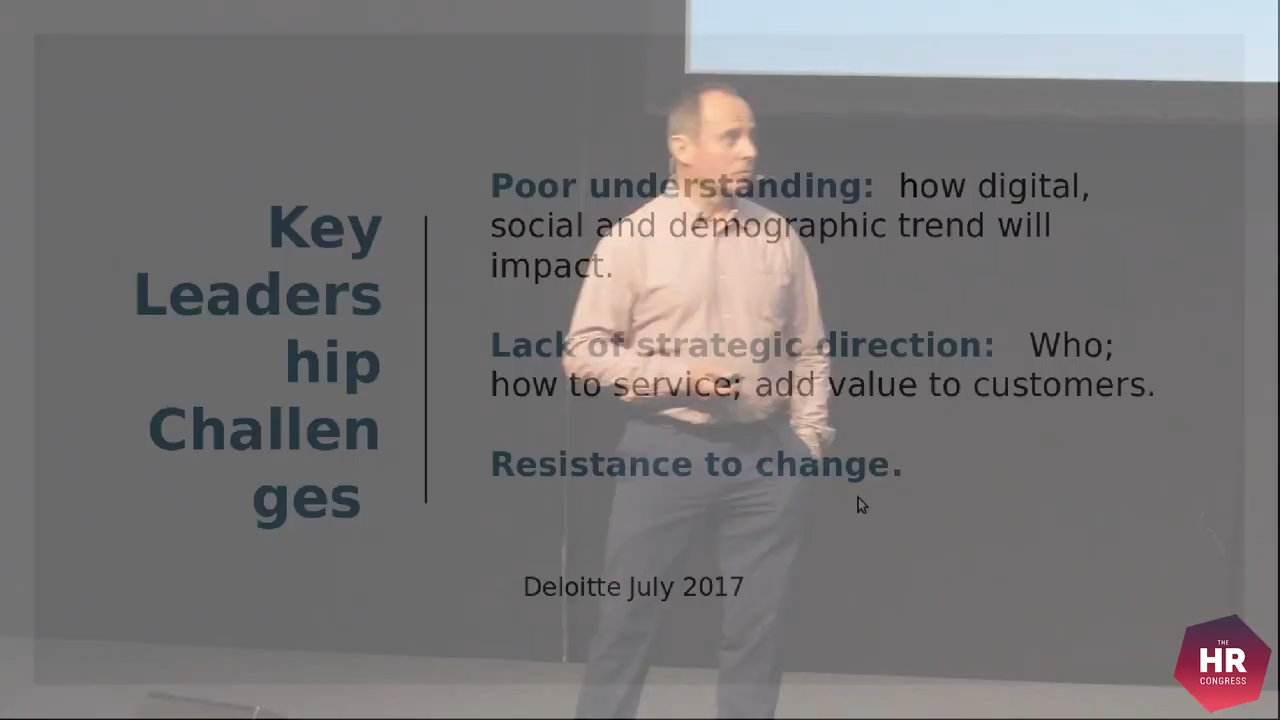 Key
Leaders
hip
Challen
ges
Poor understanding: how digital,
social and demographic trend will
impact.
Lack of strategic direction: Who;
how to service; add value to customers.
Resistance to change.
Deloitte July 2017
THE
HR
CONGRESS